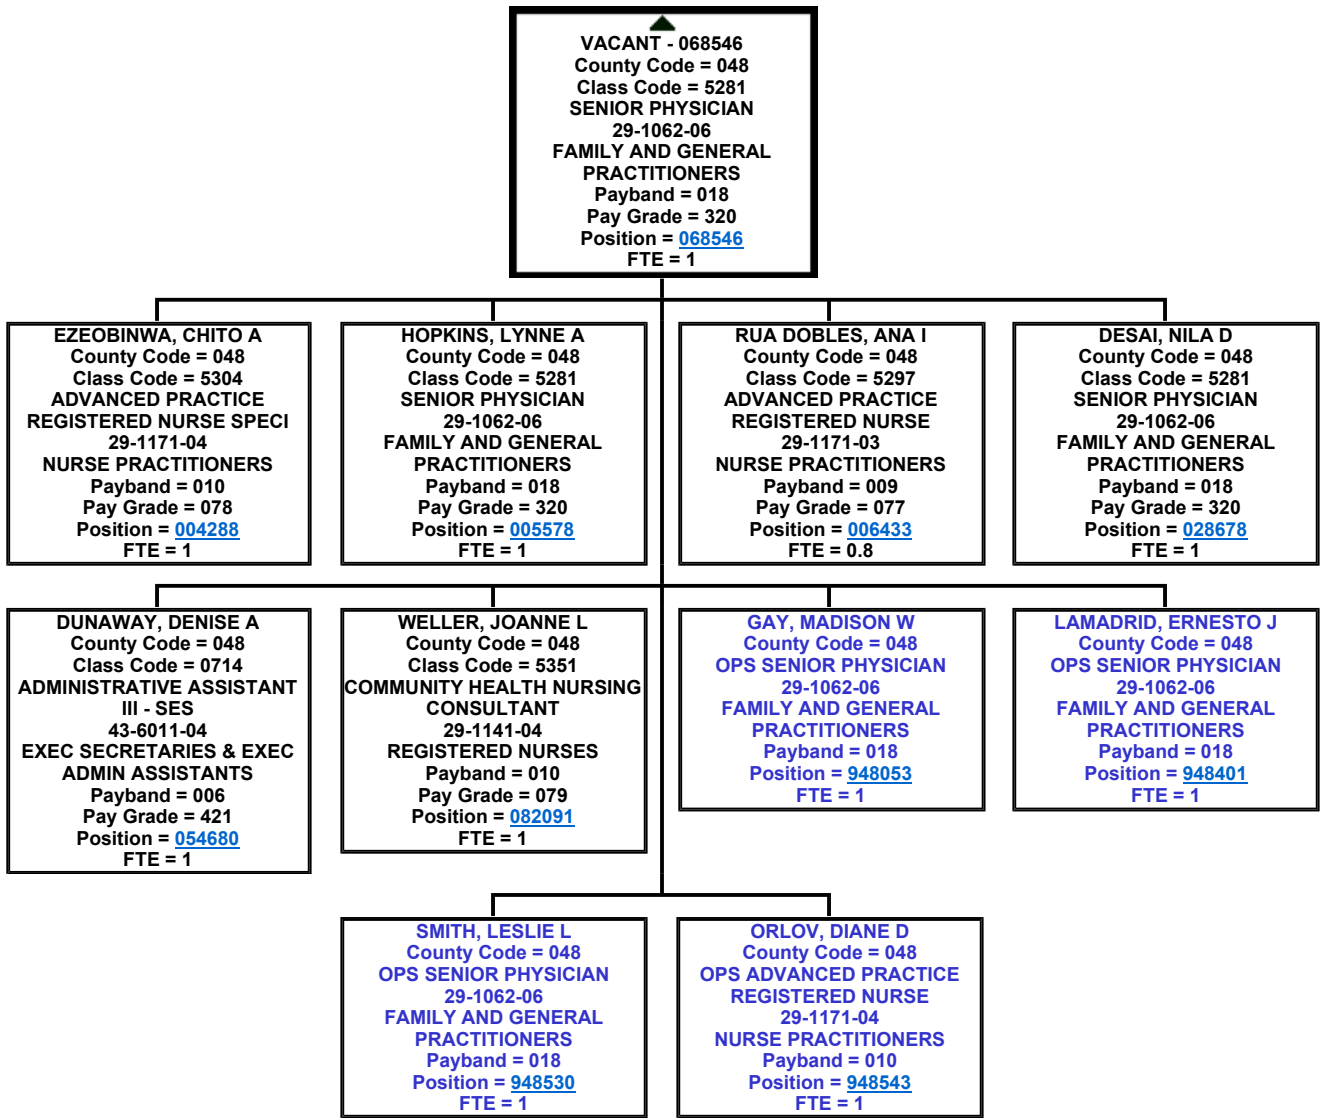 VACANT - 068546
County Code = 048
Class Code = 5281
SENIOR PHYSICIAN
29-1062-06
FAMILY AND GENERAL
PRACTITIONERS
Payband = 018
Pay Grade = 320
Position = 068546
FTE = 1
EZEOBINWA, CHITO A
County Code = 048
Class Code = 5304
ADVANCED PRACTICE
REGISTERED NURSE SPECI
29-1171-04
NURSE PRACTITIONERS
Payband = 010
Pay Grade = 078
Position = 004288
FTE = 1
HOPKINS, LYNNE A
County Code = 048
Class Code = 5281
SENIOR PHYSICIAN
29-1062-06
FAMILY AND GENERAL
PRACTITIONERS
Payband = 018
Pay Grade = 320
Position = 005578
FTE = 1
RUA DOBLES, ANA I
County Code = 048
Class Code = 5297
ADVANCED PRACTICE
REGISTERED NURSE
29-1171-03
NURSE PRACTITIONERS
Payband = 009
Pay Grade = 077
Position = 006433
FTE = 0.8
DESAI, NILA D
County Code = 048
Class Code = 5281
SENIOR PHYSICIAN
29-1062-06
FAMILY AND GENERAL
PRACTITIONERS
Payband = 018
Pay Grade = 320
Position = 028678
FTE = 1
DUNAWAY, DENISE A
County Code = 048
Class Code = 0714
ADMINISTRATIVE ASSISTANT
III - SES
43-6011-04
EXEC SECRETARIES & EXEC
ADMIN ASSISTANTS
Payband = 006
Pay Grade = 421
Position = 054680
FTE = 1
WELLER, JOANNE L
County Code = 048
Class Code = 5351
COMMUNITY HEALTH NURSING
CONSULTANT
29-1141-04
REGISTERED NURSES
Payband = 010
Pay Grade = 079
Position = 082091
FTE = 1
GAY, MADISON W
County Code = 048
OPS SENIOR PHYSICIAN
29-1062-06
FAMILY AND GENERAL
PRACTITIONERS
Payband = 018
Position = 948053
FTE = 1
LAMADRID, ERNESTO J
County Code = 048
OPS SENIOR PHYSICIAN
29-1062-06
FAMILY AND GENERAL
PRACTITIONERS
Payband = 018
Position = 948401
FTE = 1
SMITH, LESLIE L
County Code = 048
OPS SENIOR PHYSICIAN
29-1062-06
FAMILY AND GENERAL
PRACTITIONERS
Payband = 018
Position = 948530
FTE = 1
ORLOV, DIANE D
County Code = 048
OPS ADVANCED PRACTICE
REGISTERED NURSE
29-1171-04
NURSE PRACTITIONERS
Payband = 010
Position = 948543
FTE = 1